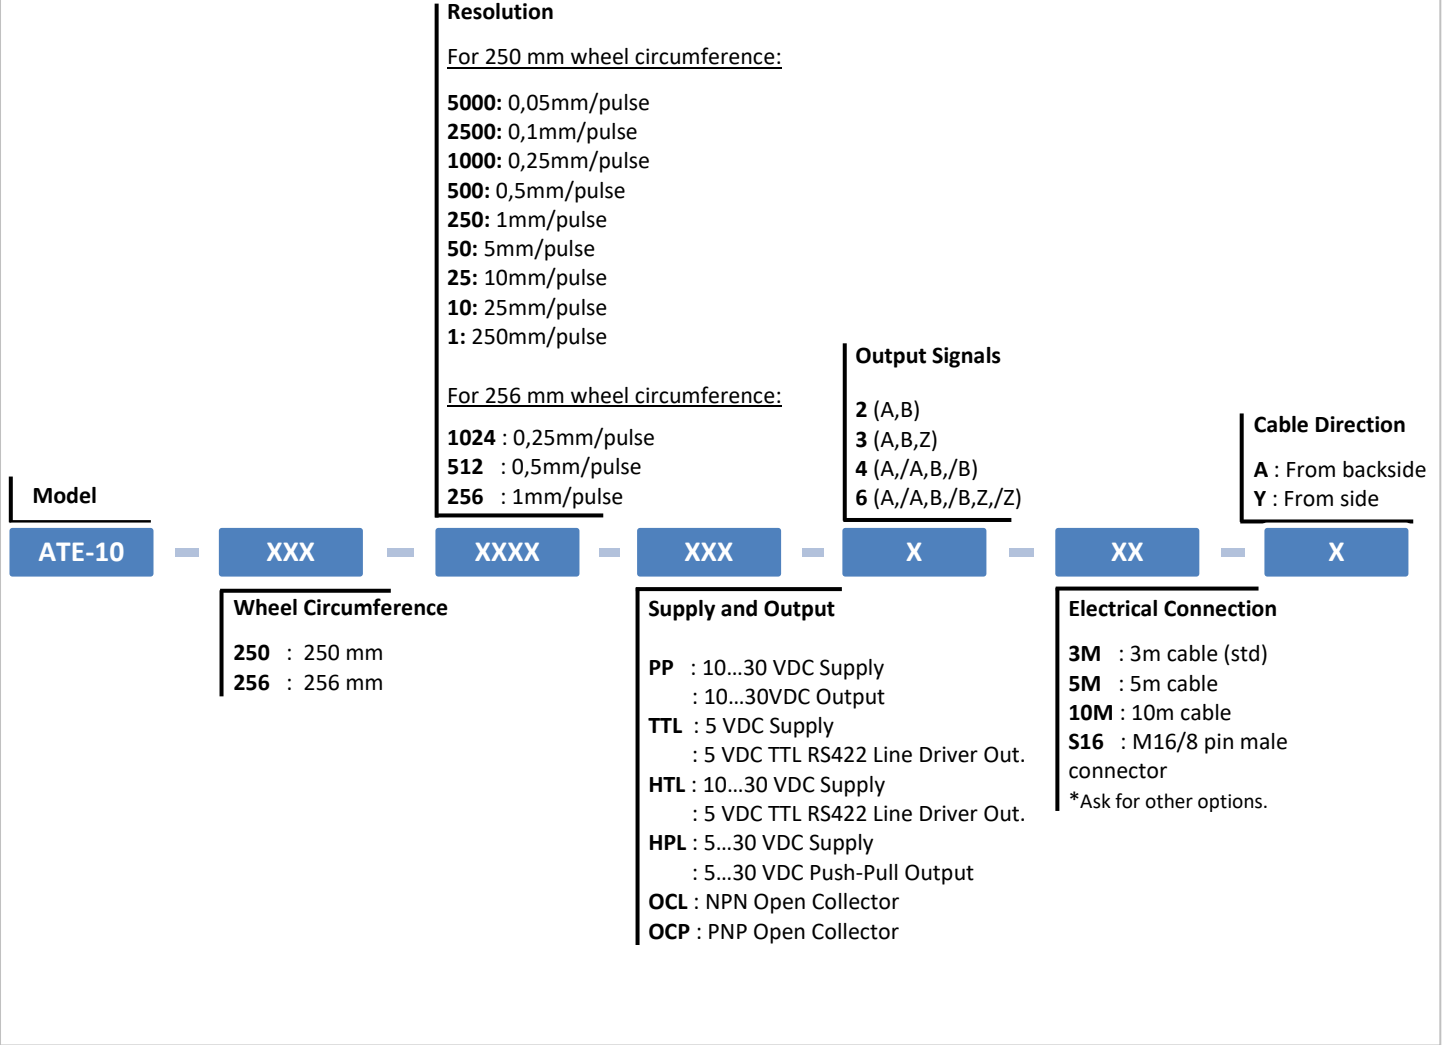 Resolution
For 250 mm wheel circumference:
5000: 0,05mm/pulse
2500: 0,1mm/pulse
1000: 0,25mm/pulse
500: 0,5mm/pulse
250: 1mm/pulse
50: 5mm/pulse
25: 10mm/pulse
10: 25mm/pulse
1: 250mm/pulse
For 256 mm wheel circumference:
1024 : 0,25mm/pulse
512 : 0,5mm/pulse
256 : 1mm/pulse
Output Signals
2 (A,B)
3 (A,B,Z)
4 (A,/A,B,/B)
6 (A,/A,B,/B,Z,/Z)
Cable Direction
A : From backside
Y : From side
Model
ATE-10 – XXX – XXXX – XXX – X – XX – X
Wheel Circumference
250 : 250 mm
256 : 256 mm
Supply and Output
PP : 10...30 VDC Supply
: 10...30VDC Output
TTL : 5 VDC Supply
: 5 VDC TTL RS422 Line Driver Out.
HTL : 10...30 VDC Supply
: 5 VDC TTL RS422 Line Driver Out.
HPL : 5...30 VDC Supply
: 5...30 VDC Push-Pull Output
OCL : NPN Open Collector
OCP : PNP Open Collector
Electrical Connection
3M : 3m cable (std)
5M : 5m cable
10M : 10m cable
S16 : M16/8 pin male
connector
*Ask for other options.